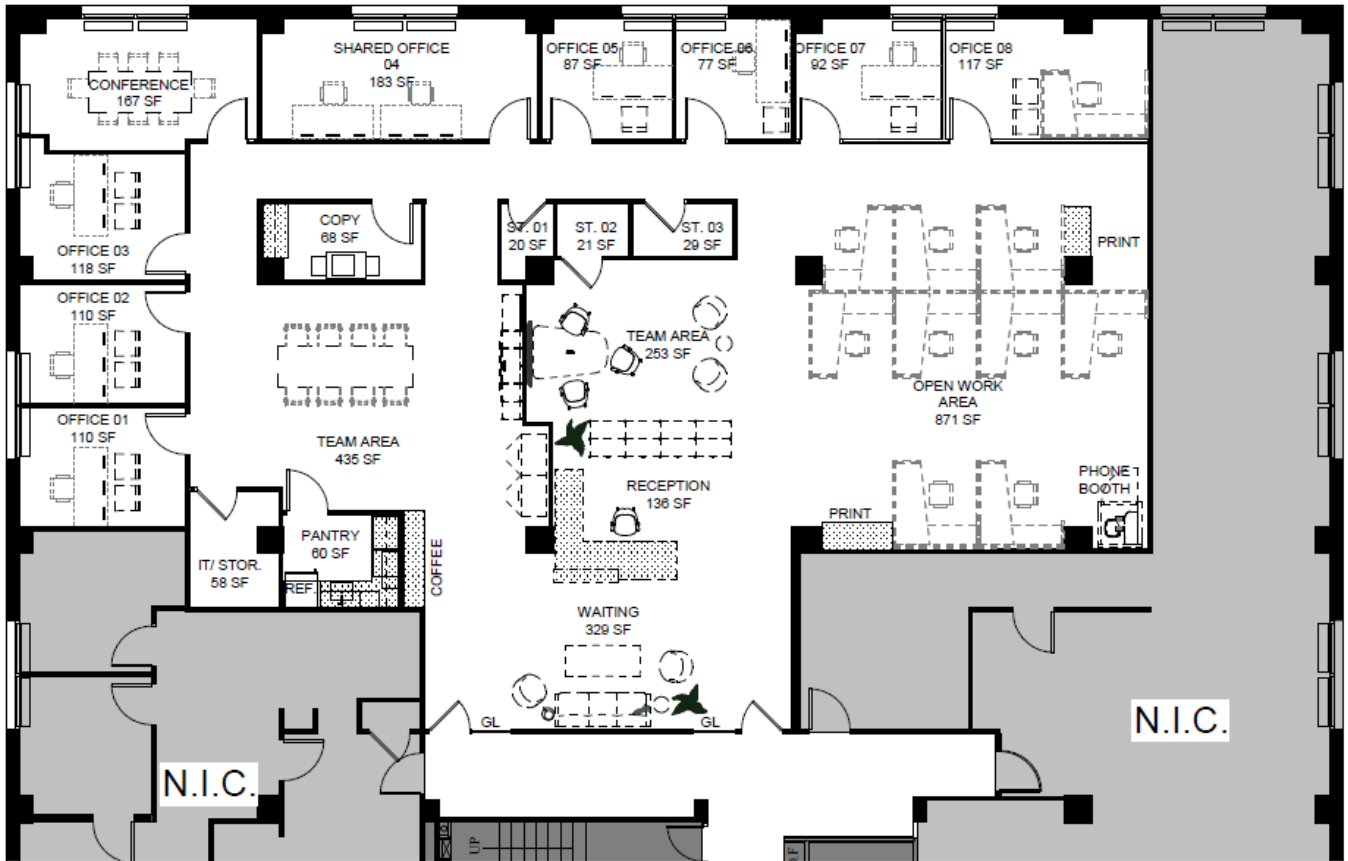 CONFERENCE
167 SF
SHARED OFFICE
04
183 SF
OFFICE 05
87 SF
OFFICE 06
77 SF
OFFICE 07
92 SF
OFICE 08
117 SF
OFFICE 03
118 SF
COPY
68 SF
ST. 01
20 SF
ST. 02
21 SF
ST. 03
29 SF
PRINT
OFFICE 02
110 SF
TEAM AREA
253 SF
OPEN WORK
AREA
871 SF
OFFICE 01
110 SF
TEAM AREA
435 SF
RECEPTION
136 SF
PHONE
BOOTH
PRINT
PANTRY
60 SF
IT/ STOR.
58 SF
REF.
COFFEE
WAITING
329 SF
GL
GL
N.I.C.
N.I.C.
UP